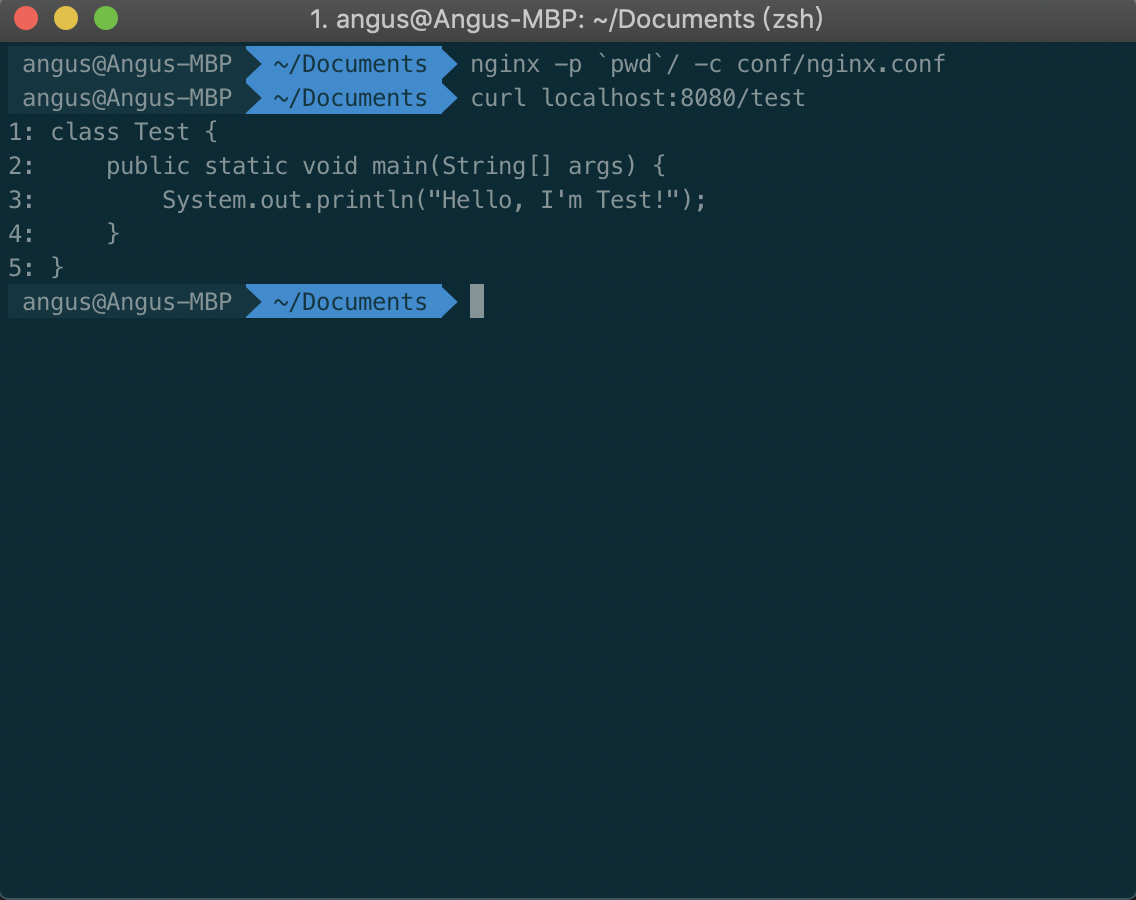 1. angus@Angus-MBP: ~/Documents (zsh)
angus@Angus-MBP ~/Documents nginx -p `pwd`/ -c conf/nginx.conf
angus@Angus-MBP ~/Documents curl localhost:8080/test
1: class Test {
2:     public static void main(String[] args) {
3:         System.out.println("Hello, I'm Test!");
4:     }
5: }
angus@Angus-MBP ~/Documents